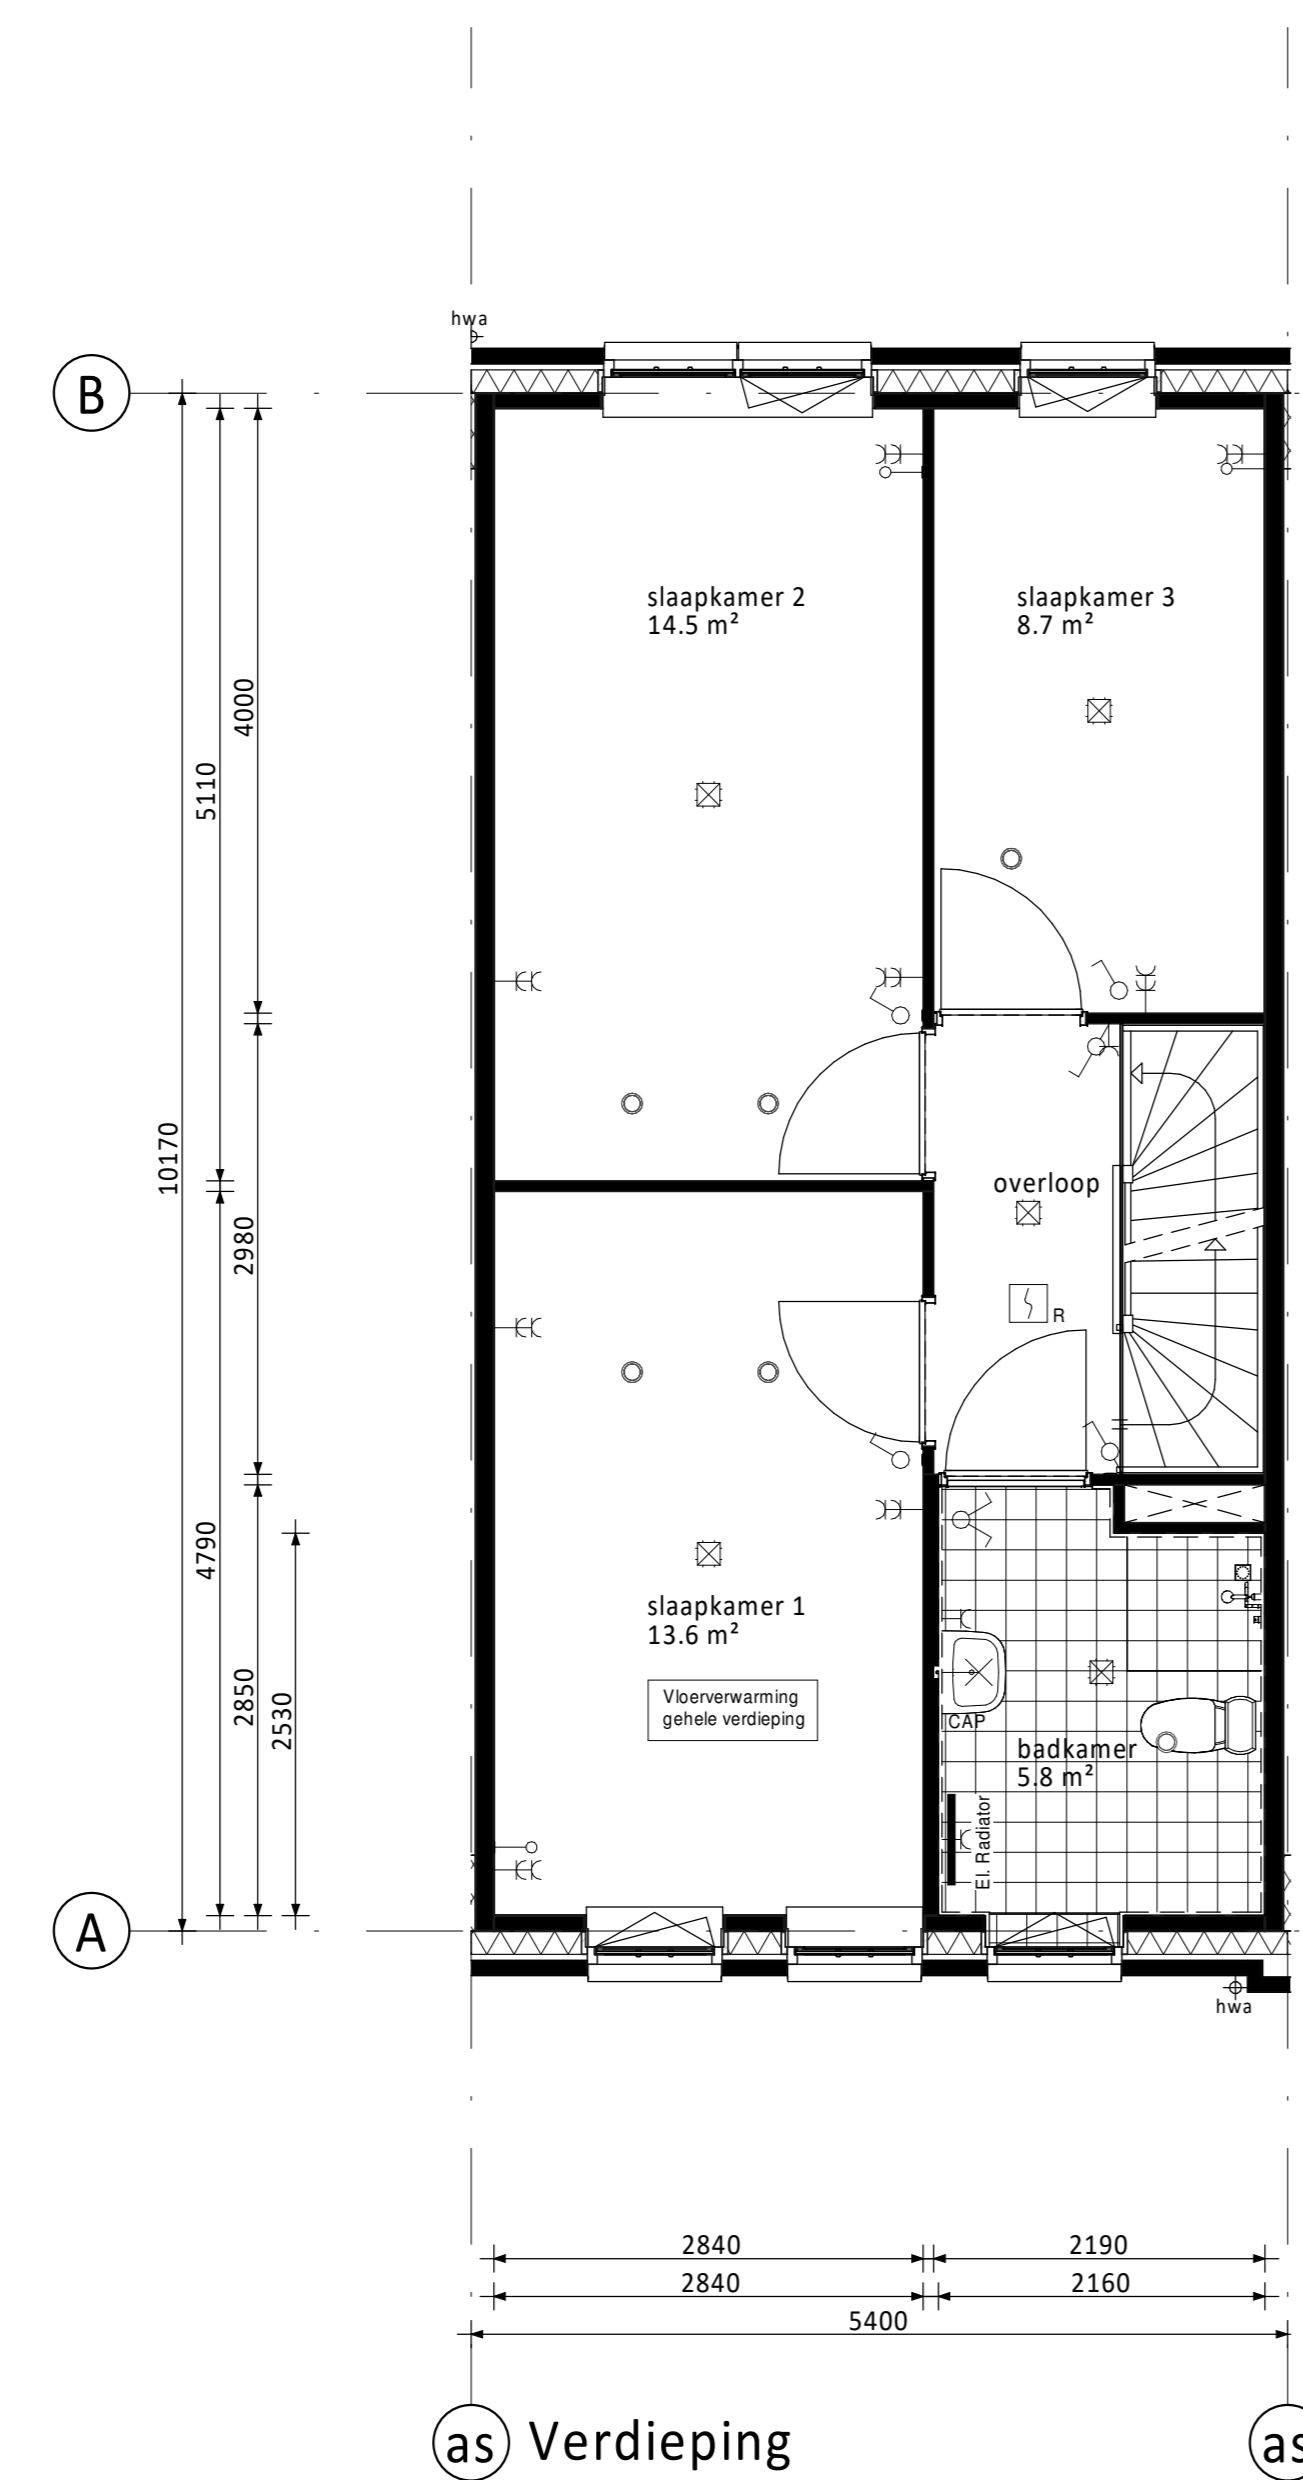 hwa
B
slaapkamer 2
14.5 m²
slaapkamer 3
8.7 m²
4000
5110
10170
2980
overloop
R
4790
2850
2530
slaapkamer 1
13.6 m²
Vloerverwarming
gehele verdieping
CAP
badkamer
5.8 m²
El. Radiator
A
hwa
2840
2190
2840
2160
5400
as
Verdieping
as